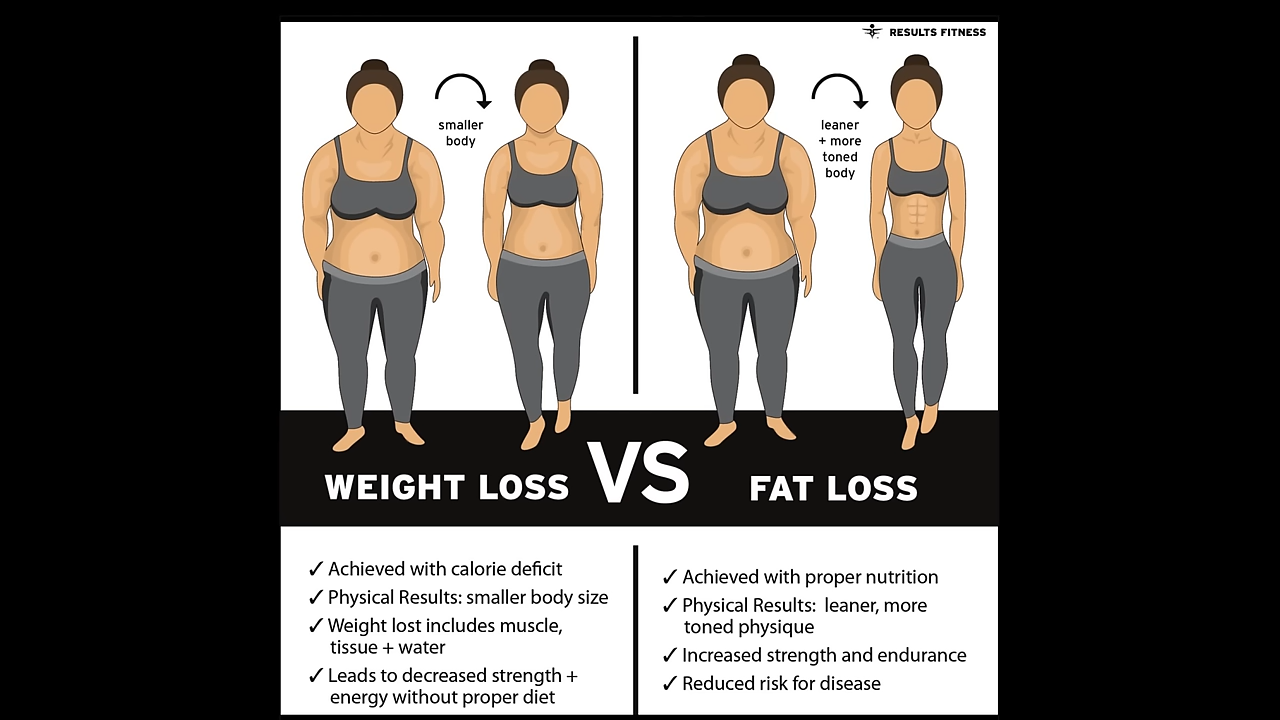 RESULTS FITNESS
smaller
body
leaner
+ more
toned
body
WEIGHT LOSS
VS
FAT LOSS
✓ Achieved with calorie deficit
✓ Physical Results: smaller body size
✓ Weight lost includes muscle,
tissue + water
✓ Leads to decreased strength +
energy without proper diet
✓ Achieved with proper nutrition
✓ Physical Results: leaner, more
toned physique
✓ Increased strength and endurance
✓ Reduced risk for disease